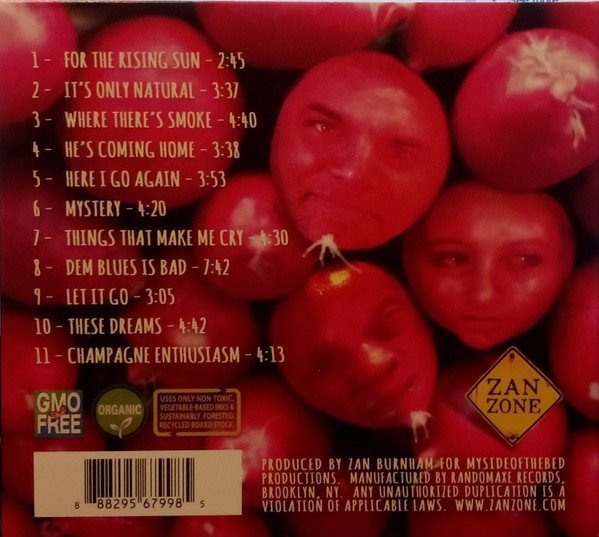 1 - FOR THE RISING SUN - 2:45
2 - IT'S ONLY NATURAL - 3:37
3 - WHERE THERE'S SMOKE - 4:40
4 - HE'S COMING HOME - 3:38
5 - HERE I GO AGAIN - 3:53
6 - MYSTERY - 4:20
7 - THINGS THAT MAKE ME CRY - 4:30
8 - DEM BLUES IS BAD - 7:42
9 - LET IT GO - 3:05
10 - THESE DREAMS - 4:42
11 - CHAMPAGNE ENTHUSIASM - 4:13
GMO
FREE
ORGANIC
USES ONLY NON-TOXIC,
VEGETABLE-BASED INKS &
SUSTAINABLY FORESTED,
RECYCLED BOARD STOCK.
ZAN
ZONE
8 88295 67998 5
PRODUCED BY ZAN BURNHAM FOR MYSIDEOFTHEBED
PRODUCTIONS. MANUFACTURED BY RANDOMAXE RECORDS,
BROOKLYN, NY. ANY UNAUTHORIZED DUPLICATION IS A
VIOLATION OF APPLICABLE LAWS. WWW.ZANZONE.COM